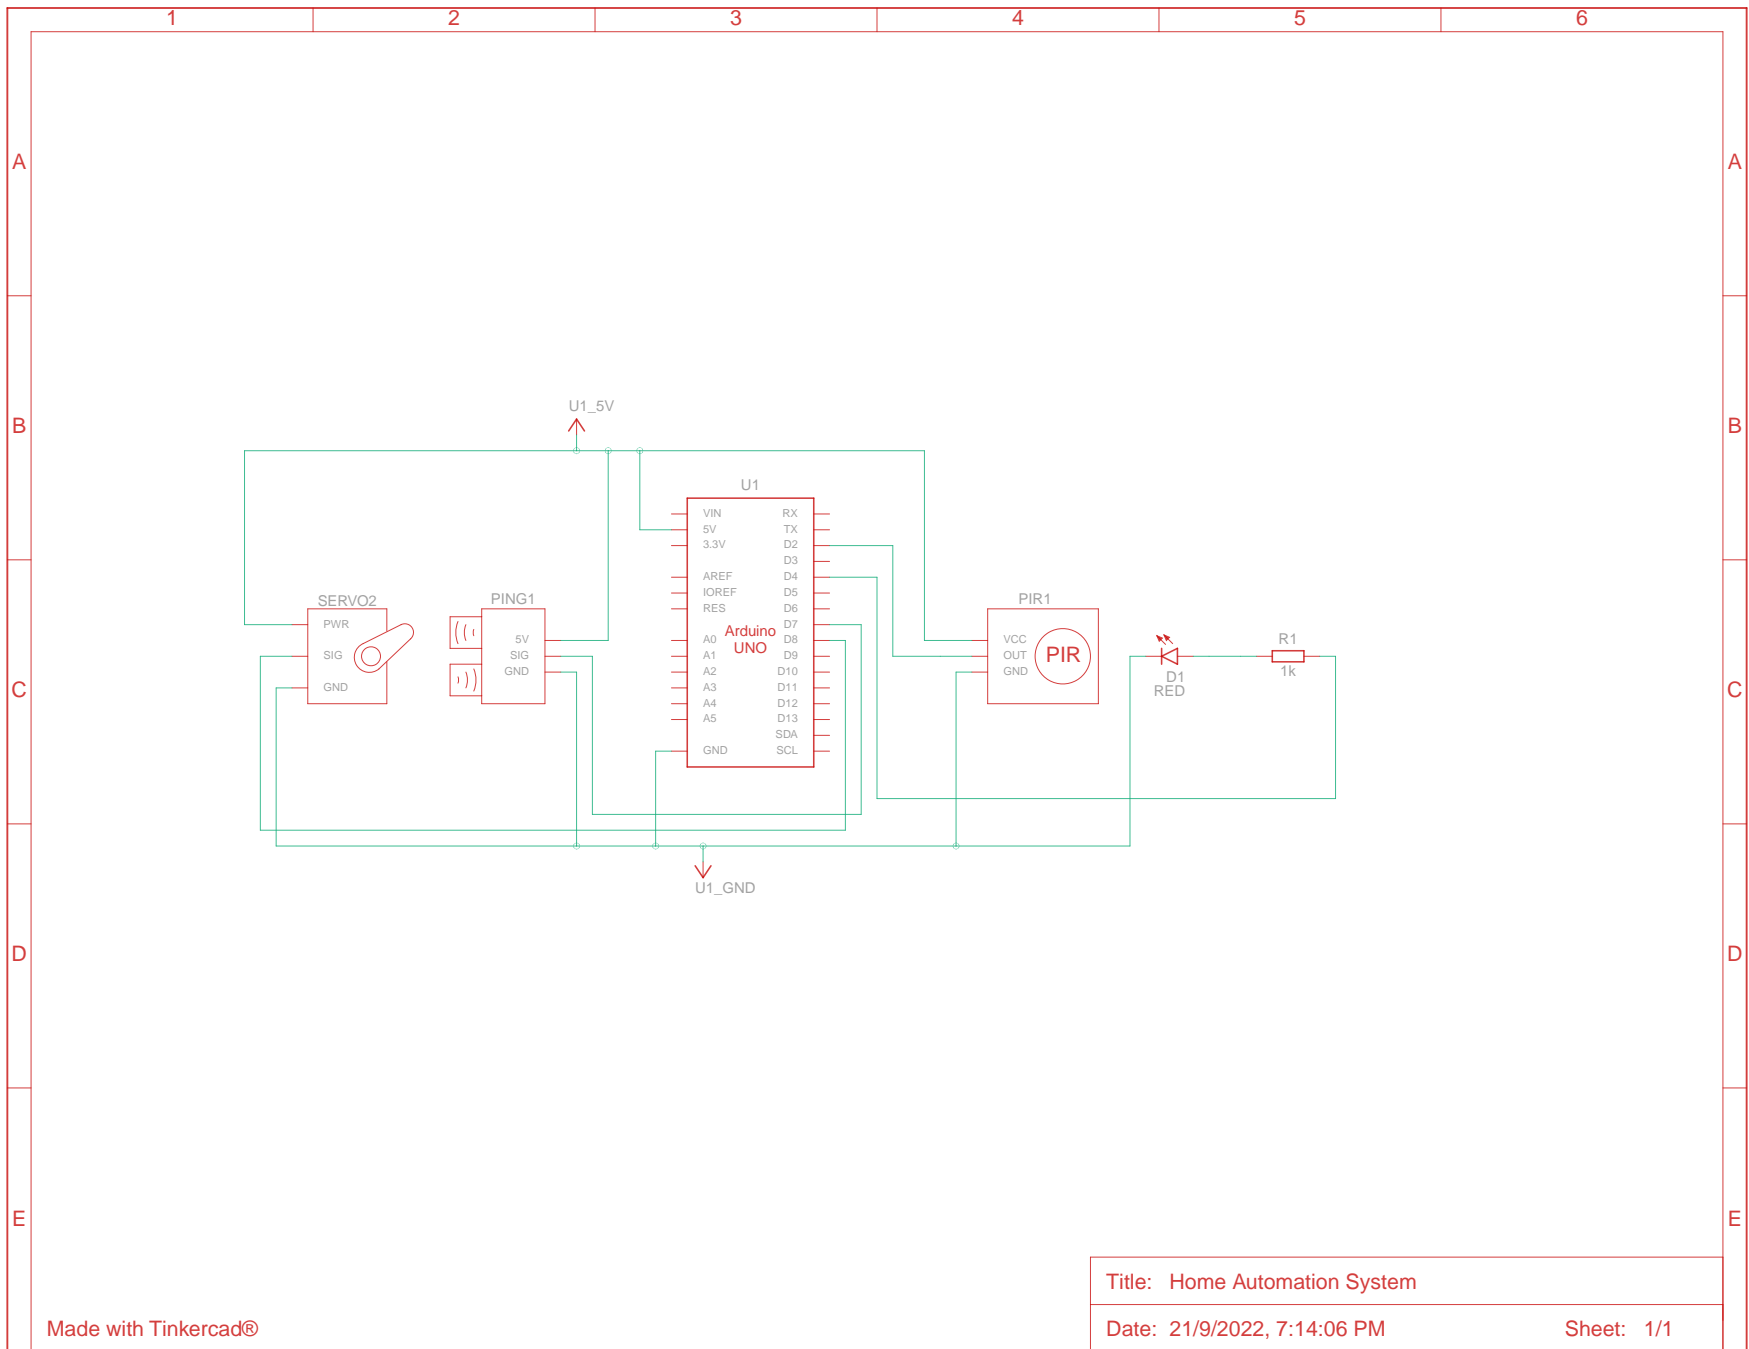 1 2 3 4 5 6
A A
B B
C C
D D
E E
U1_5V
U1
VIN RX
5V TX
3.3V D2
D3
AREF D4
IOREF D5
RES D6
D7
A0 D8
A1 D9
A2 D10
A3 D11
A4 D12
A5 D13
SDA
GND SCL
Arduino
UNO
SERVO2
PWR
SIG
GND
PING1
5V
SIG
GND
PIR1
VCC
OUT
GND
PIR
D1
RED
R1
1k
U1_GND
Title: Home Automation System
Made with Tinkercad®
Date: 21/9/2022, 7:14:06 PM Sheet: 1/1